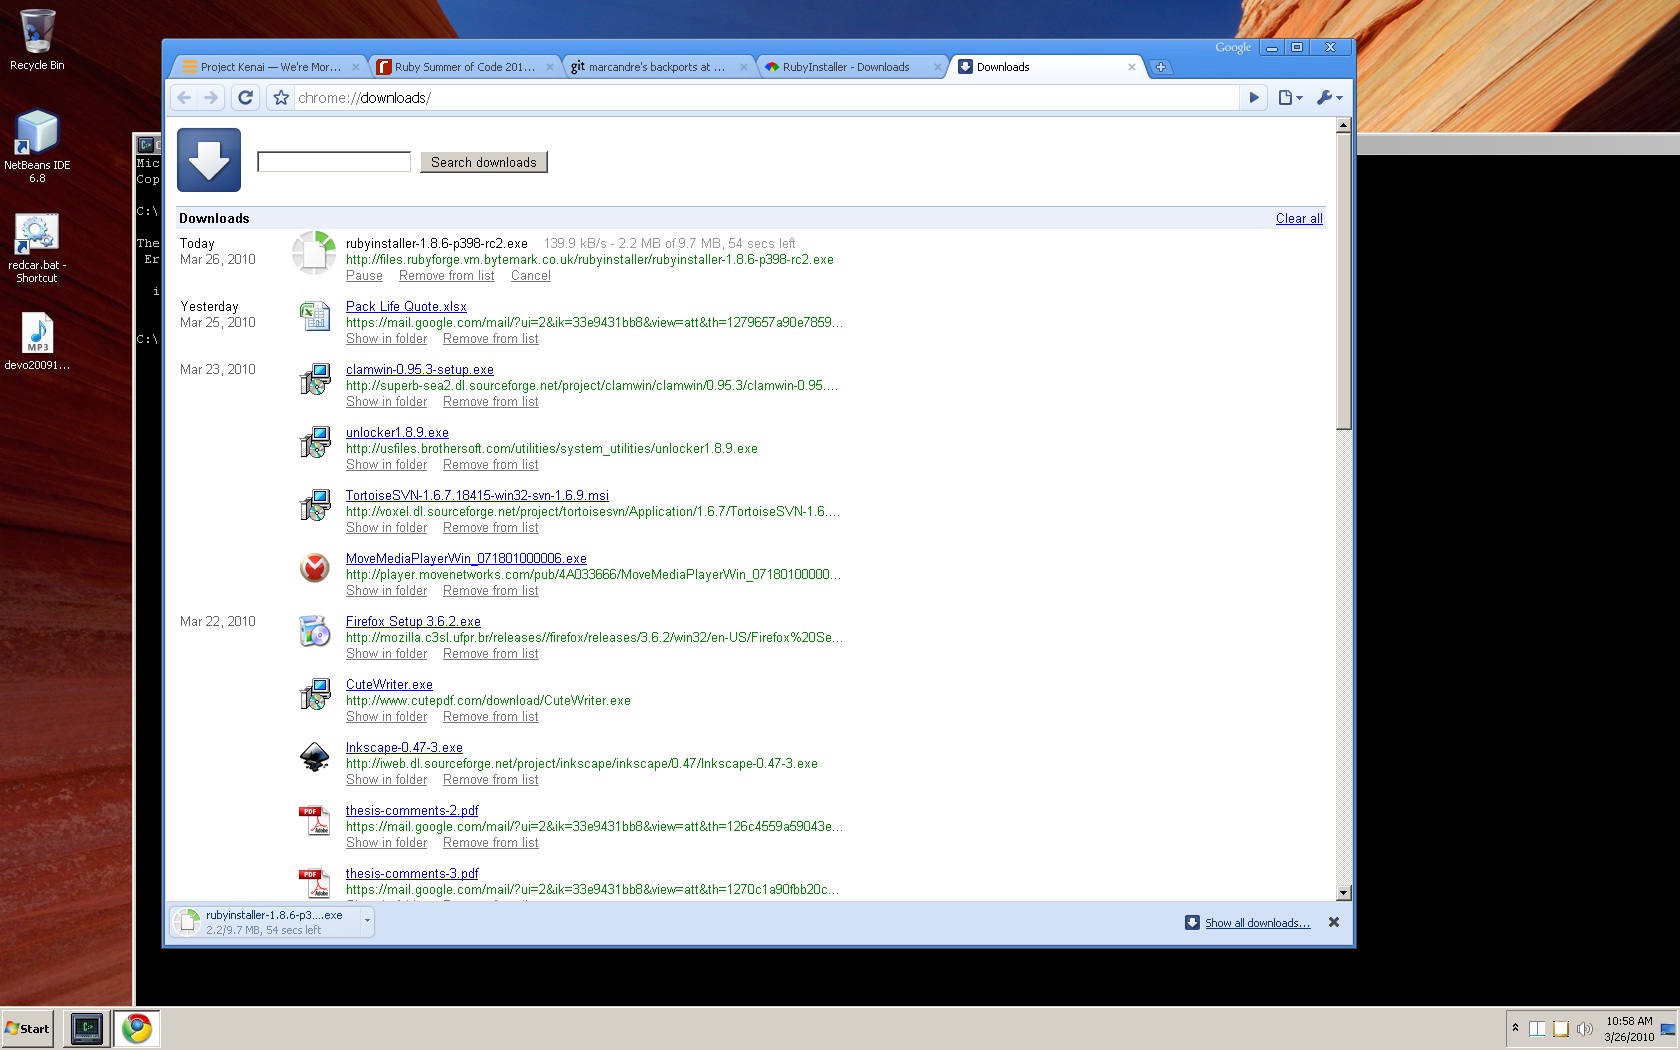 Recycle Bin
NetBeans IDE
6.8
redcar.bat -
Shortcut
MP3
devo20091...
Google
Project Kenai — We're Mor...
Ruby Summer of Code 201...
git marcandre's backports at ...
RubyInstaller - Downloads
Downloads
chrome://downloads/
Mic
Cop
C:\
The
Er
i
C:\
Search downloads
Downloads
Clear all
Today
Mar 26, 2010
rubyinstaller-1.8.6-p398-rc2.exe 139.9 kB/s - 2.2 MB of 9.7 MB, 54 secs left
http://files.rubyforge.vm.bytemark.co.uk/rubyinstaller/rubyinstaller-1.8.6-p398-rc2.exe
Pause Remove from list Cancel
Yesterday
Mar 25, 2010
Pack Life Quote.xlsx
https://mail.google.com/mail/?ui=2&ik=33e9431bb8&view=att&th=1279657a90e7859...
Show in folder Remove from list
Mar 23, 2010
clamwin-0.95.3-setup.exe
http://superb-sea2.dl.sourceforge.net/project/clamwin/clamwin/0.95.3/clamwin-0.95....
Show in folder Remove from list
unlocker1.8.9.exe
http://usfiles.brothersoft.com/utilities/system_utilities/unlocker1.8.9.exe
Show in folder Remove from list
TortoiseSVN-1.6.7.18415-win32-svn-1.6.9.msi
http://voxel.dl.sourceforge.net/project/tortoisesvn/Application/1.6.7/TortoiseSVN-1.6....
Show in folder Remove from list
MoveMediaPlayerWin_071801000006.exe
http://player.movenetworks.com/pub/4A033666/MoveMediaPlayerWin_07180100000...
Show in folder Remove from list
Mar 22, 2010
Firefox Setup 3.6.2.exe
http://mozilla.c3sl.ufpr.br/releases//firefox/releases/3.6.2/win32/en-US/Firefox%20Se...
Show in folder Remove from list
CuteWriter.exe
http://www.cutepdf.com/download/CuteWriter.exe
Show in folder Remove from list
Inkscape-0.47-3.exe
http://iweb.dl.sourceforge.net/project/inkscape/inkscape/0.47/Inkscape-0.47-3.exe
Show in folder Remove from list
PDF
Adobe
thesis-comments-2.pdf
https://mail.google.com/mail/?ui=2&ik=33e9431bb8&view=att&th=126c4559a59043e...
Show in folder Remove from list
PDF
Adobe
thesis-comments-3.pdf
https://mail.google.com/mail/?ui=2&ik=33e9431bb8&view=att&th=1270c1a90fbb20c...
rubyinstaller-1.8.6-p3....exe
2.2/9.7 MB, 54 secs left
Show all downloads...
Start
10:58 AM
3/26/2010